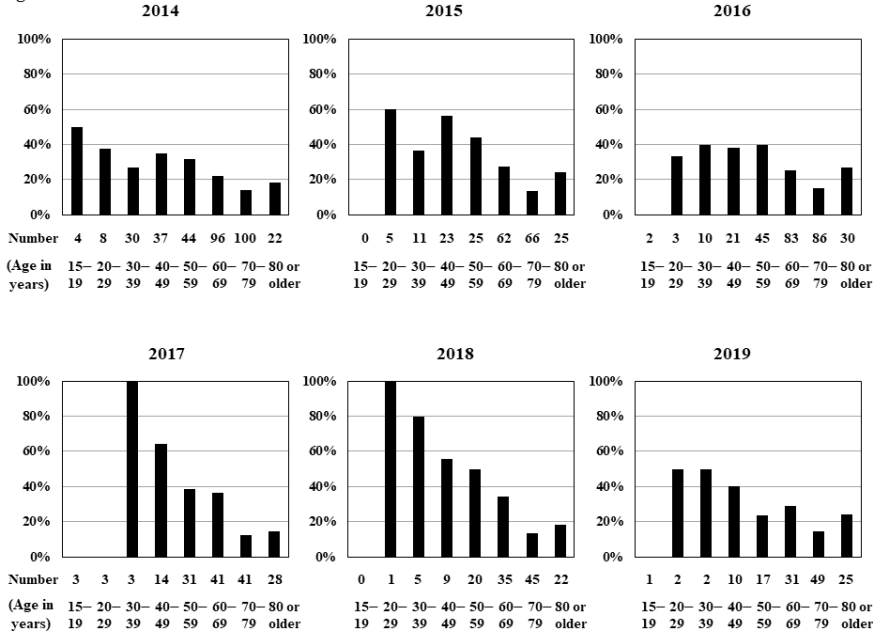 2014 2015 2016
100% 100% 100%
80% 80% 80%
60% 60% 60%
40% 40% 40%
20% 20% 20%
0% 0% 0%
Number 4 8 30 37 44 96 100 22 0 5 11 23 25 62 66 25 2 3 10 21 45 83 86 30
(Age in 15– 20– 30– 40– 50– 60– 70– 80 or 15– 20– 30– 40– 50– 60– 70– 80 or 15– 20– 30– 40– 50– 60– 70– 80 or
years) 19 29 39 49 59 69 79 older 19 29 39 49 59 69 79 older 19 29 39 49 59 69 79 older
2017 2018 2019
100% 100% 100%
80% 80% 80%
60% 60% 60%
40% 40% 40%
20% 20% 20%
0% 0% 0%
Number 3 3 3 14 31 41 41 28 0 1 5 9 20 35 45 22 1 2 2 10 17 31 49 25
(Age in 15– 20– 30– 40– 50– 60– 70– 80 or 15– 20– 30– 40– 50– 60– 70– 80 or 15– 20– 30– 40– 50– 60– 70– 80 or
years) 19 29 39 49 59 69 79 older 19 29 39 49 59 69 79 older 19 29 39 49 59 69 79 older